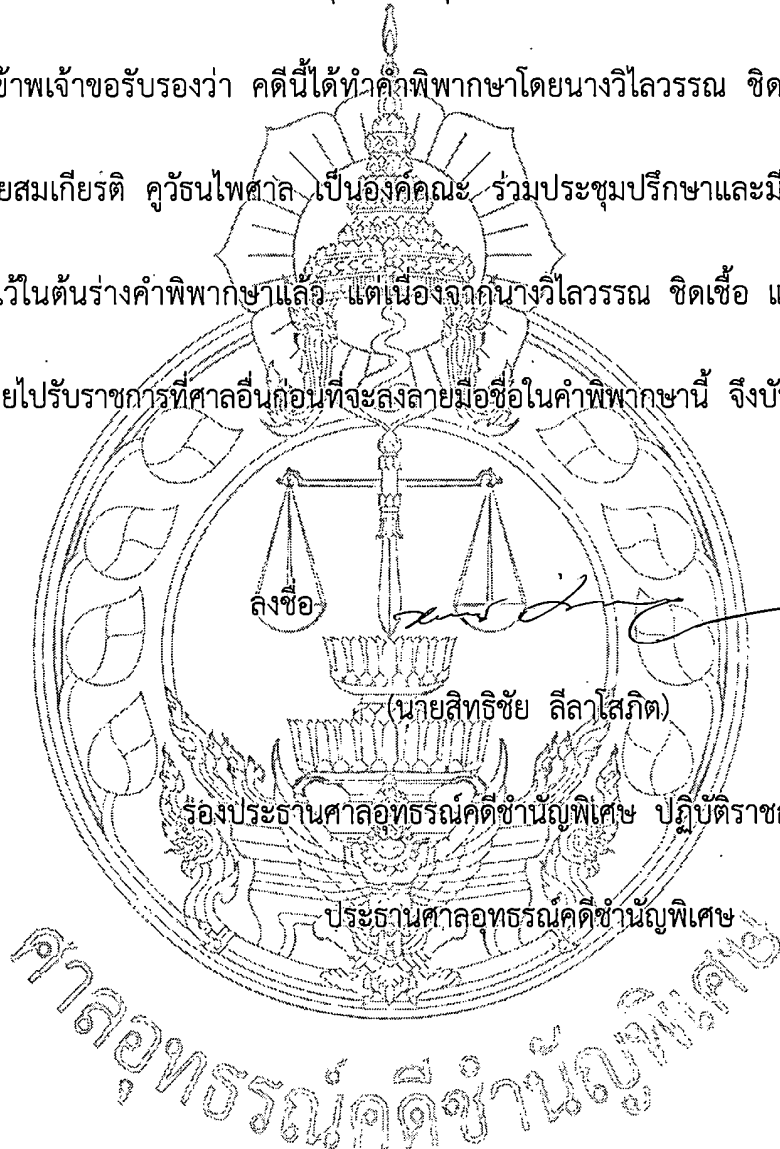 ข้าพเจ้าขอรับรองว่า คดีนี้ได้ทำคำพิพากษาโดยนางวิไลวรรณ ชิด
ยสมเกียรติ คูวัธนไพศาล เป็นองค์คณะ ร่วมประชุมปรึกษาและมี
ว้ในต้นร่างคำพิพากษาแล้ว แต่เนื่องจากนางวิไลวรรณ ชิดเชื้อ แ
ยไปรับราชการที่ศาลอื่นก่อนที่จะลงลายมือชื่อในคำพิพากษานี้ จึงบั
ลงชื่อ
(นายสิทธิชัย ลีลาโสภิต)
รองประธานศาลอุทธรณ์คดีชำนัญพิเศษ ปฏิบัติราชก
ประธานศาลอุทธรณ์คดีชำนัญพิเศษ
ศาลอุทธรณ์คดีชำนัญพิเศษ